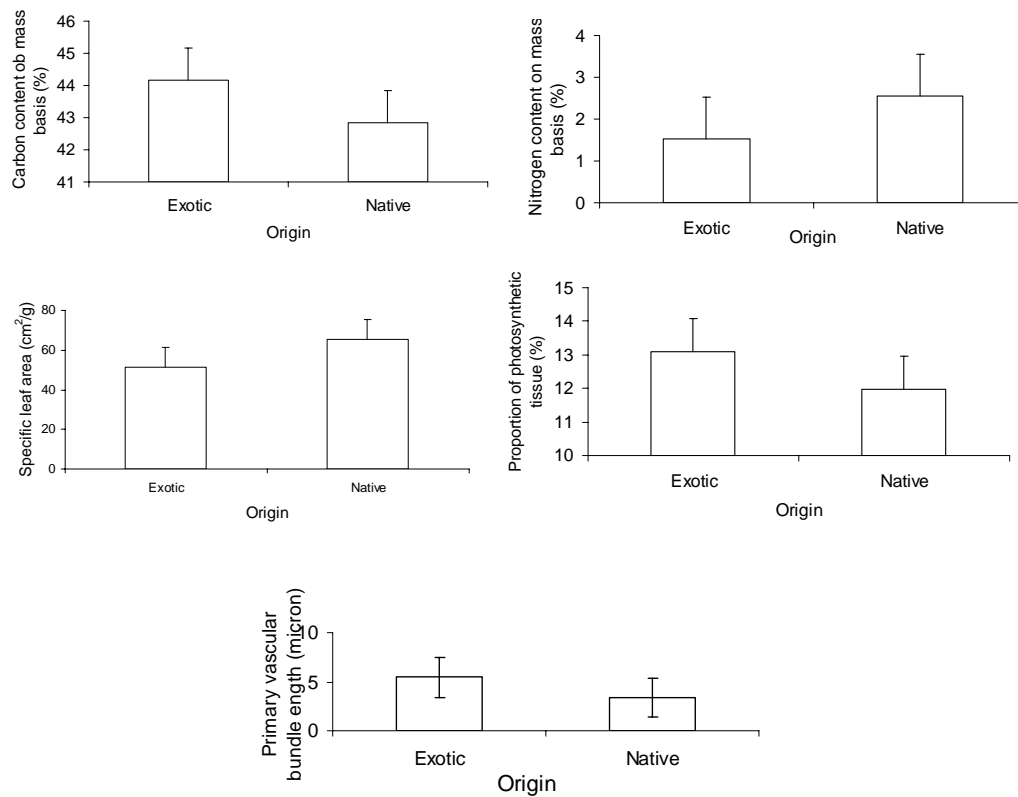 Carbon content ob mass
basis (%)
46
45
44
43
42
41
Exotic
Native
Origin
Nitrogen content on mass
basis (%)
4
3
2
1
0
Exotic
Native
Origin
Specific leaf area (cm²/g)
80
60
40
20
0
Exotic
Native
Origin
Proportion of photosynthetic
tissue (%)
15
14
13
12
11
10
Exotic
Native
Origin
Primary vascular
bundle ength (micron)
10
5
0
Exotic
Native
Origin